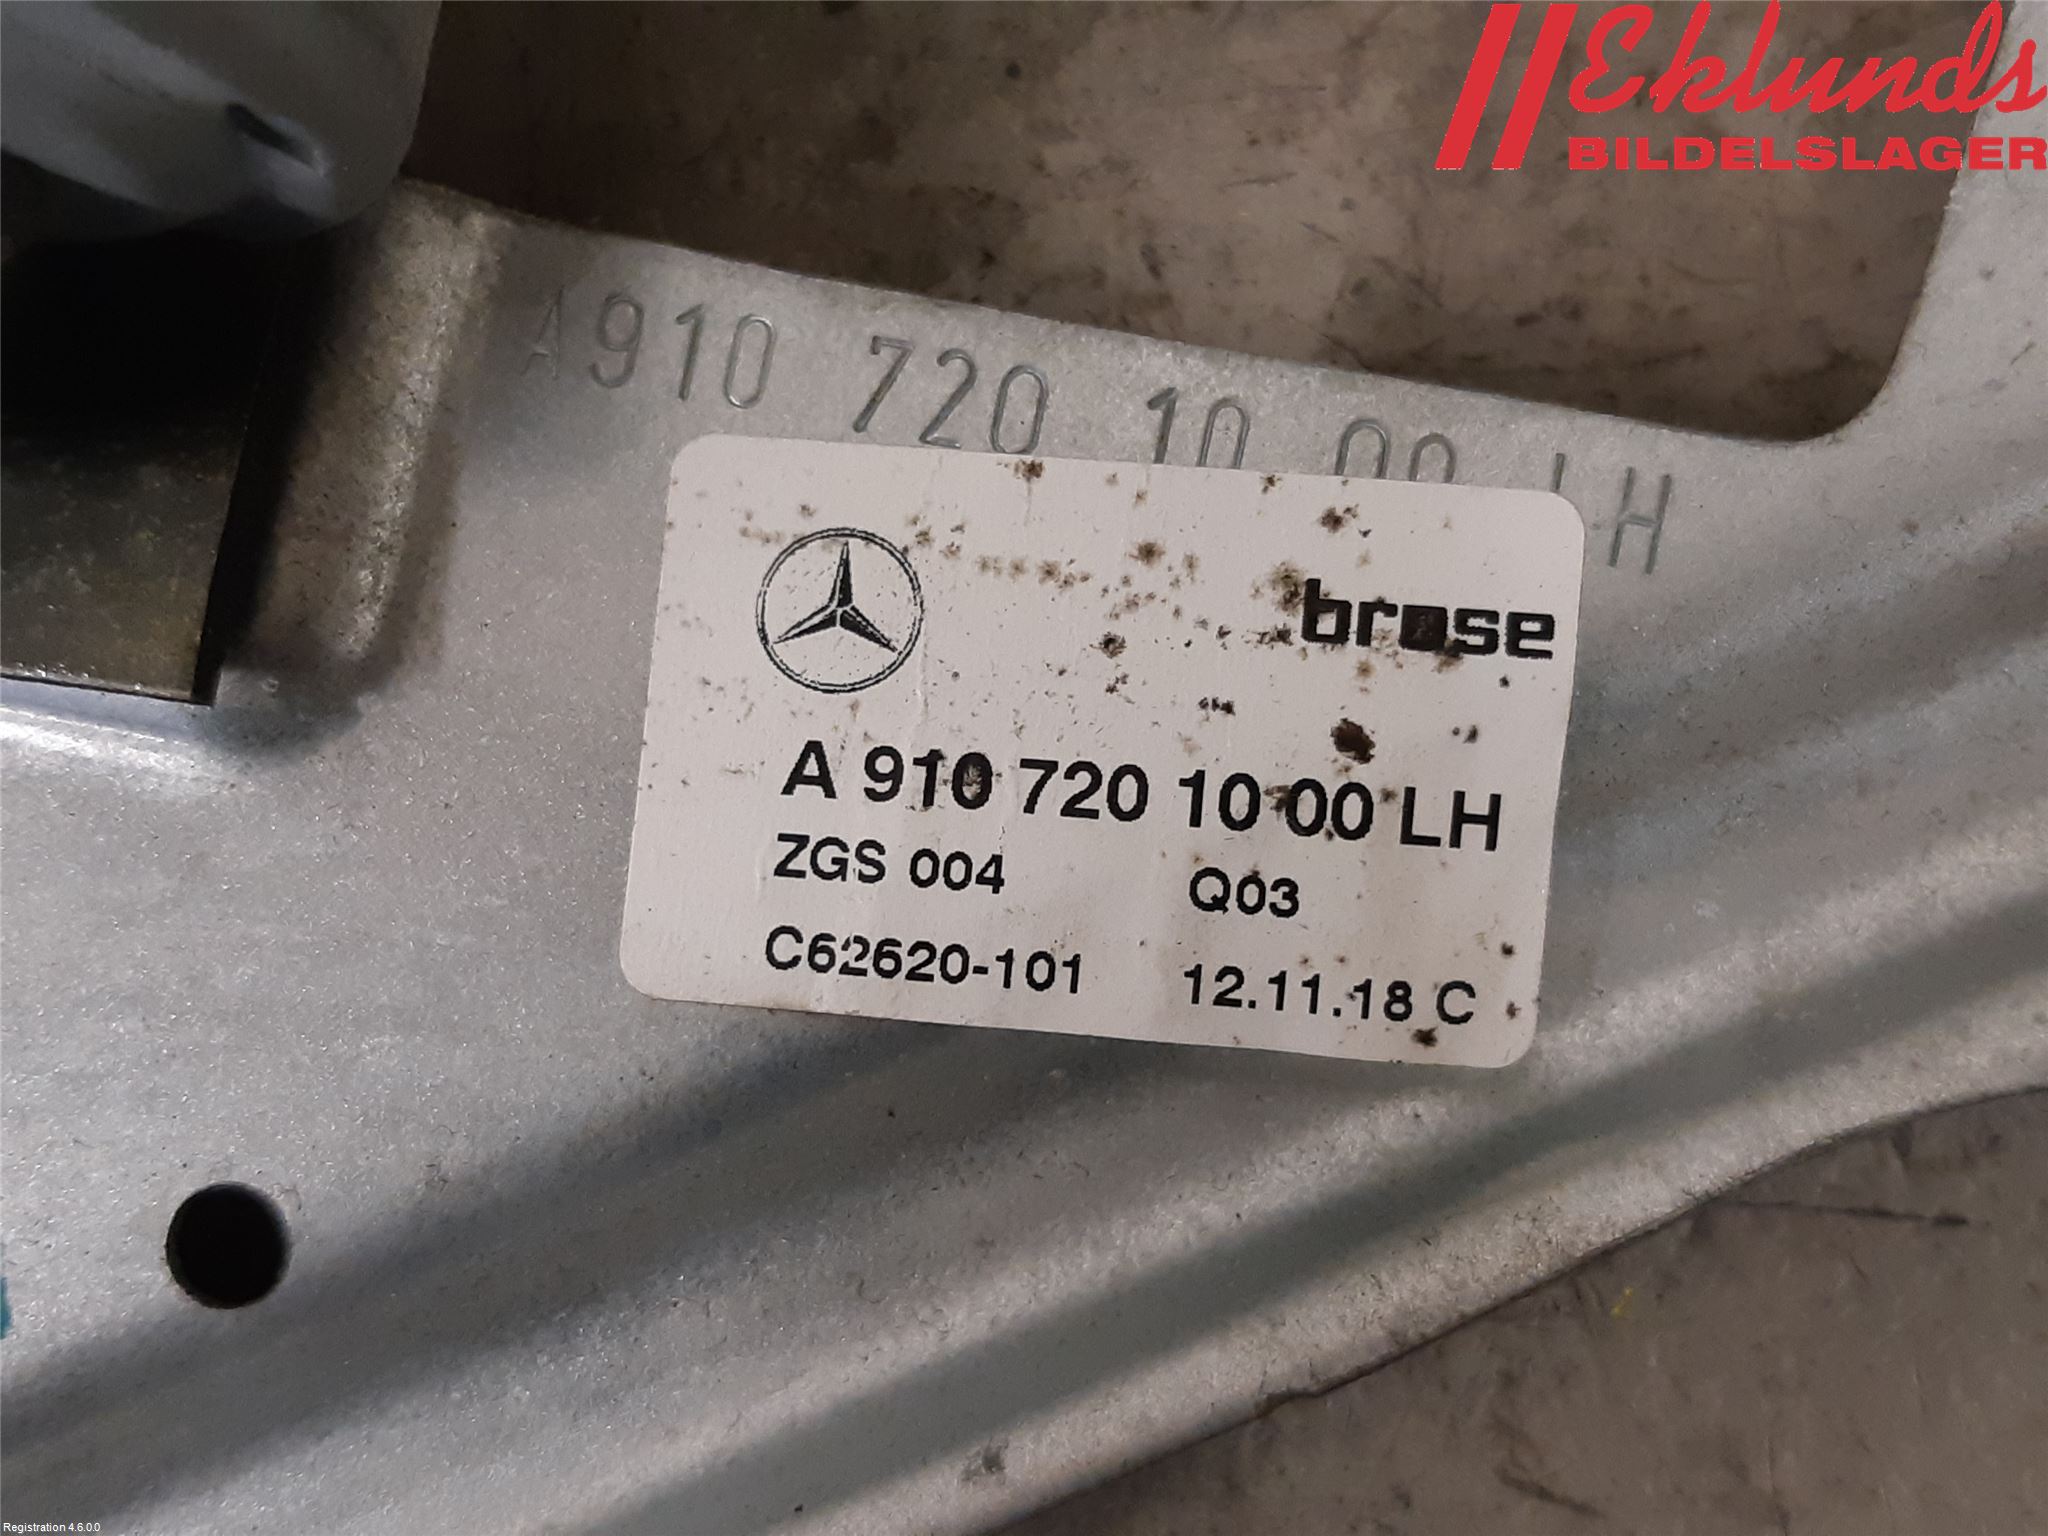 Eklunds
BILDELSLAGER
A910 720 10 00 LH
brose
A 910 720 10 00 LH
ZGS 004 Q03
C62620-101 12.11.18 C
Registration 4.6.0.0